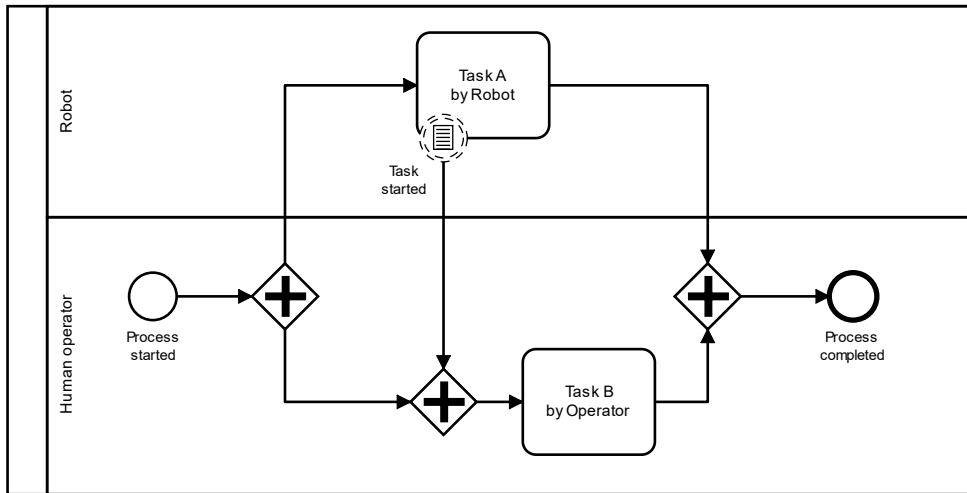 Robot
Task A
by Robot
Task
started
Human operator
Process
started
Task B
by Operator
Process
completed